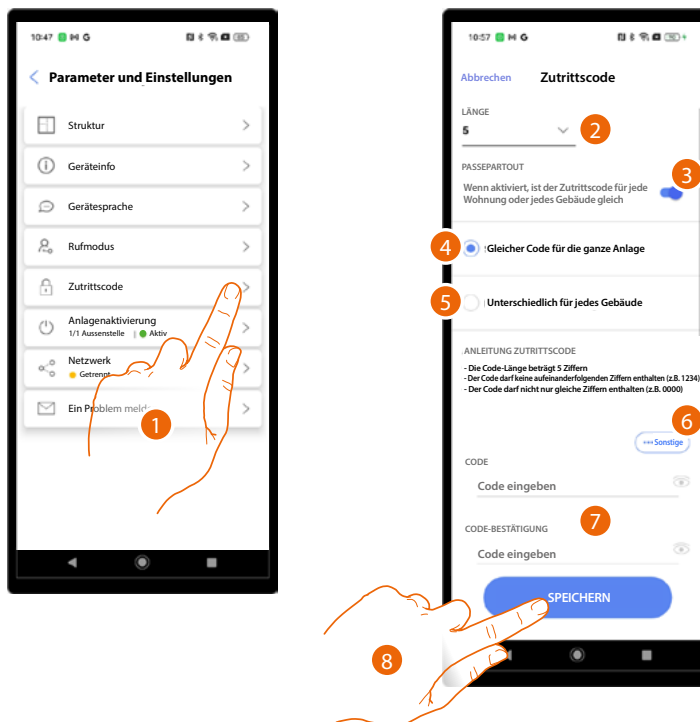 10:47
Parameter und Einstellungen
Struktur
Geräteinfo
Gerätesprache
Rufmodus
Zutrittscode
Anlagenaktivierung
1/1 Aussenstelle | Aktiv
Netzwerk
Getrennt
Ein Problem
1
10:57
Abbrechen Zutrittscode
LÄNGE
5
2
PASSEPARTOUT
Wenn aktiviert, ist der Zutrittscode für jede
Wohnung oder jedes Gebäude gleich
3
4
Gleicher Code für die ganze Anlage
5
Unterschiedlich für jedes Gebäude
ANLEITUNG ZUTRITTSCODE
- Die Code-Länge beträgt 5 Ziffern
- Der Code darf keine aufeinanderfolgenden Ziffern enthalten (z.B. 1234)
- Der Code darf nicht nur gleiche Ziffern enthalten (z.B. 0000)
6
Sonstige
CODE
Code eingeben
7
CODE-BESTÄTIGUNG
Code eingeben
SPEICHERN
8